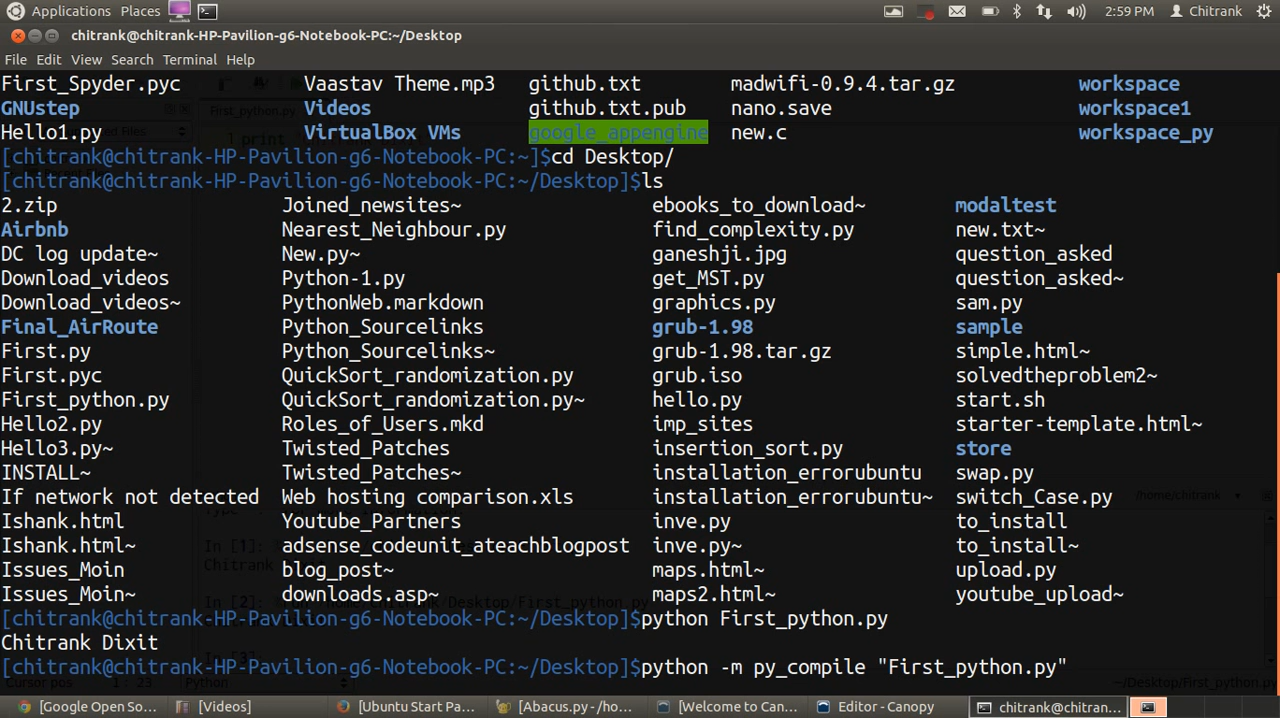 Applications Places 2:59 PM Chitrank
chitrank@chitrank-HP-Pavilion-g6-Notebook-PC:~/Desktop
File Edit View Search Terminal Help
First_Spyder.pyc Vaastav Theme.mp3 github.txt madwifi-0.9.4.tar.gz workspace
GNUstep Videos github.txt.pub nano.save workspace1
Hello1.py VirtualBox VMs google_appengine new.c workspace_py
[chitrank@chitrank-HP-Pavilion-g6-Notebook-PC:~]$cd Desktop/
[chitrank@chitrank-HP-Pavilion-g6-Notebook-PC:~/Desktop]$ls
2.zip Joined_newsites~ ebooks_to_download~ modaltest
Airbnb Nearest_Neighbour.py find_complexity.py new.txt~
DC log update~ New.py~ ganeshji.jpg question_asked
Download_videos Python-1.py get_MST.py question_asked~
Download_videos~ PythonWeb.markdown graphics.py sam.py
Final_AirRoute Python_Sourcelinks grub-1.98 sample
First.py Python_Sourcelinks~ grub-1.98.tar.gz simple.html~
First.pyc QuickSort_randomization.py grub.iso solvedtheproblem2~
First_python.py QuickSort_randomization.py~ hello.py start.sh
Hello2.py Roles_of_Users.mkd imp_sites starter-template.html~
Hello3.py~ Twisted_Patches insertion_sort.py store
INSTALL~ Twisted_Patches~ installation_errorubuntu swap.py
If network not detected Web hosting comparison.xls installation_errorubuntu~ switch_Case.py
Ishank.html Youtube_Partners inve.py to_install
Ishank.html~ adsense_codeunit_ateachblogpost inve.py~ to_install~
Issues_Moin blog_post~ maps.html~ upload.py
Issues_Moin~ downloads.asp~ maps2.html~ youtube_upload~
[chitrank@chitrank-HP-Pavilion-g6-Notebook-PC:~/Desktop]$python First_python.py
Chitrank Dixit
[chitrank@chitrank-HP-Pavilion-g6-Notebook-PC:~/Desktop]$python -m py_compile "First_python.py"
Cursor pos 1 : 23 Python ~/Desktop/First_python.py
[Google Open So... [Videos] [Ubuntu Start Pa... [Abacus.py - /ho... [Welcome to Can... Editor - Canopy chitrank@chitran...